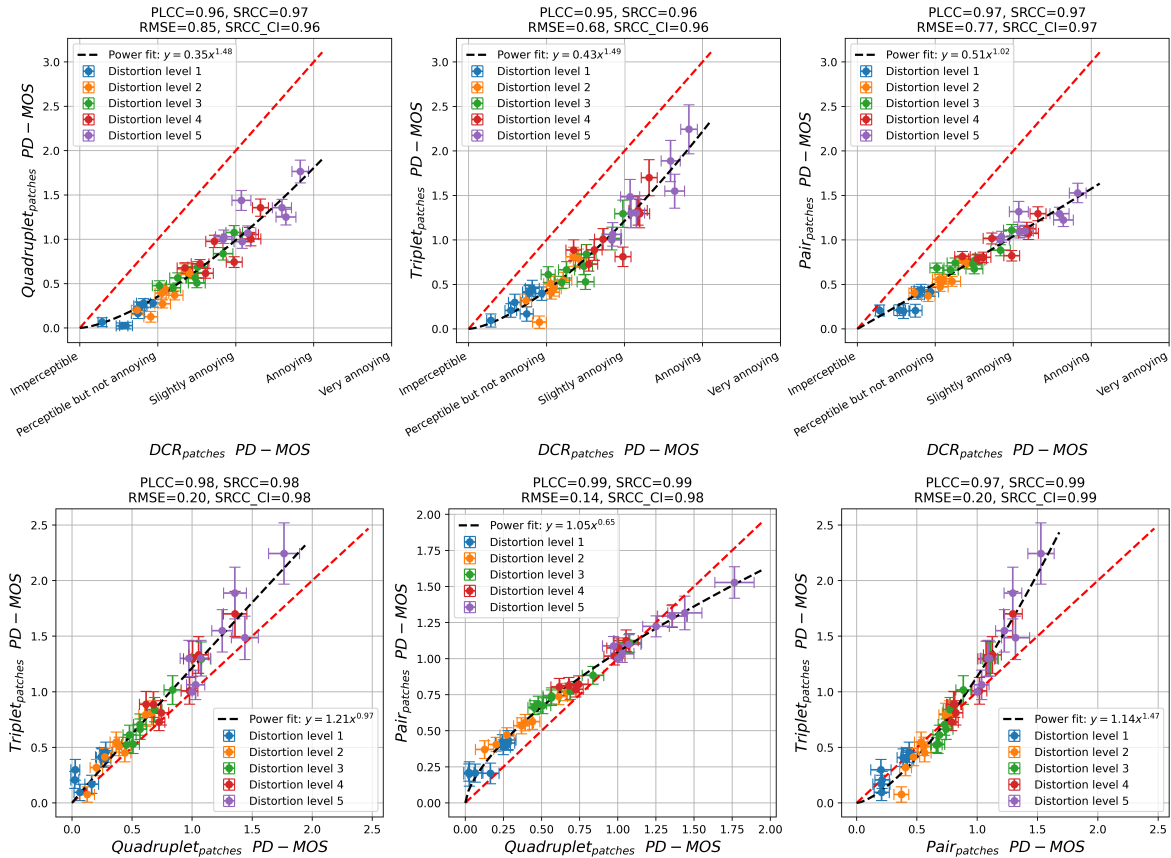 PLCC=0.96, SRCC=0.97
RMSE=0.85, SRCC_CI=0.96
Quadruplet_patches PD−MOS
3.0
2.5
2.0
1.5
1.0
0.5
0.0
Power fit: y = 0.35x^1.48
Distortion level 1
Distortion level 2
Distortion level 3
Distortion level 4
Distortion level 5
Imperceptible
Perceptible but not annoying
Slightly annoying
Annoying
Very annoying
DCR_patches PD−MOS
PLCC=0.95, SRCC=0.96
RMSE=0.68, SRCC_CI=0.96
Triplet_patches PD−MOS
3.0
2.5
2.0
1.5
1.0
0.5
0.0
Power fit: y = 0.43x^1.49
Distortion level 1
Distortion level 2
Distortion level 3
Distortion level 4
Distortion level 5
Imperceptible
Perceptible but not annoying
Slightly annoying
Annoying
Very annoying
DCR_patches PD−MOS
PLCC=0.97, SRCC=0.97
RMSE=0.77, SRCC_CI=0.97
Pair_patches PD−MOS
3.0
2.5
2.0
1.5
1.0
0.5
0.0
Power fit: y = 0.51x^1.02
Distortion level 1
Distortion level 2
Distortion level 3
Distortion level 4
Distortion level 5
Imperceptible
Perceptible but not annoying
Slightly annoying
Annoying
Very annoying
DCR_patches PD−MOS
PLCC=0.98, SRCC=0.98
RMSE=0.20, SRCC_CI=0.98
Triplet_patches PD−MOS
2.5
2.0
1.5
1.0
0.5
0.0
Power fit: y = 1.21x^0.97
Distortion level 1
Distortion level 2
Distortion level 3
Distortion level 4
Distortion level 5
0.0 0.5 1.0 1.5 2.0 2.5
Quadruplet_patches PD−MOS
PLCC=0.99, SRCC=0.99
RMSE=0.14, SRCC_CI=0.98
Pair_patches PD−MOS
2.00
1.75
1.50
1.25
1.00
0.75
0.50
0.25
0.00
Power fit: y = 1.05x^0.65
Distortion level 1
Distortion level 2
Distortion level 3
Distortion level 4
Distortion level 5
0.00 0.25 0.50 0.75 1.00 1.25 1.50 1.75 2.00
Quadruplet_patches PD−MOS
PLCC=0.97, SRCC=0.99
RMSE=0.20, SRCC_CI=0.99
Triplet_patches PD−MOS
2.5
2.0
1.5
1.0
0.5
0.0
Power fit: y = 1.14x^1.47
Distortion level 1
Distortion level 2
Distortion level 3
Distortion level 4
Distortion level 5
0.0 0.5 1.0 1.5 2.0 2.5
Pair_patches PD−MOS